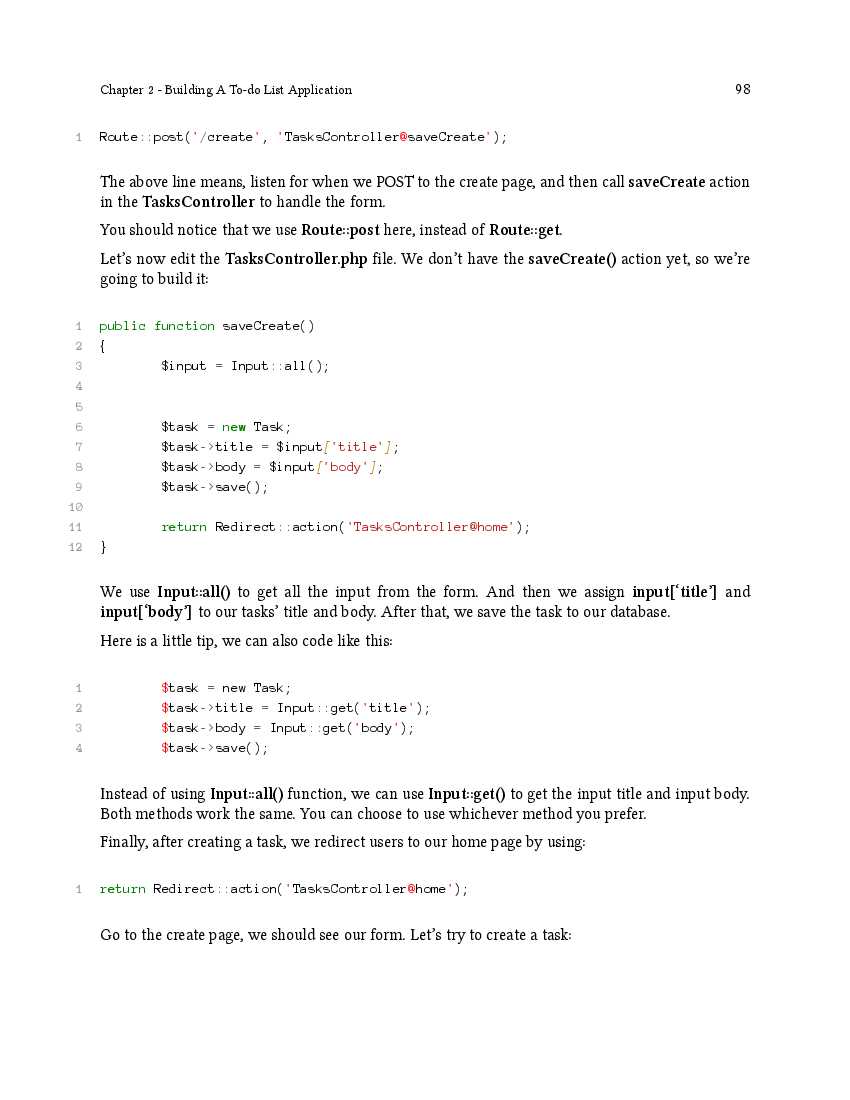 Chapter 2 - Building A To-do List Application 98
1 Route::post('/create', 'TasksController@saveCreate');
The above line means, listen for when we POST to the create page, and then call saveCreate action
in the TasksController to handle the form.
You should notice that we use Route::post here, instead of Route::get.
Let's now edit the TasksController.php file. We don't have the saveCreate() action yet, so we're
going to build it:
1 public function saveCreate()
2 {
3 $input = Input::all();
4
5
6 $task = new Task;
7 $task->title = $input['title'];
8 $task->body = $input['body'];
9 $task->save();
10
11 return Redirect::action('TasksController@home');
12 }
We use Input::all() to get all the input from the form. And then we assign input[‘title’] and
input[‘body’] to our tasks’ title and body. After that, we save the task to our database.
Here is a little tip, we can also code like this:
1 $task = new Task;
2 $task->title = Input::get('title');
3 $task->body = Input::get('body');
4 $task->save();
Instead of using Input::all() function, we can use Input::get() to get the input title and input body.
Both methods work the same. You can choose to use whichever method you prefer.
Finally, after creating a task, we redirect users to our home page by using:
1 return Redirect::action('TasksController@home');
Go to the create page, we should see our form. Let’s try to create a task: